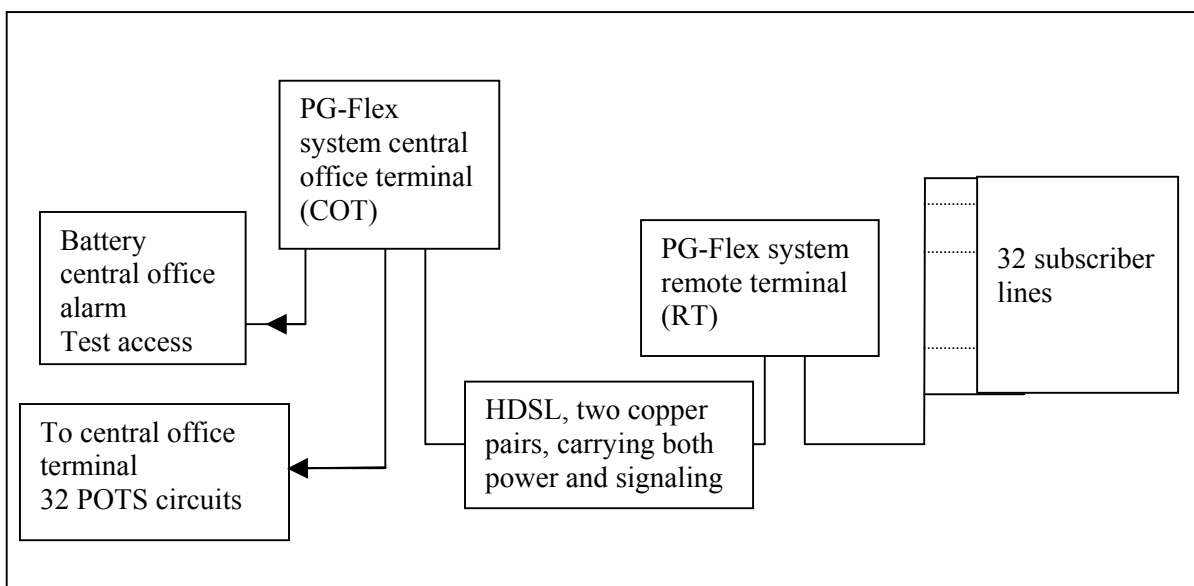 PG-Flex
system central
office terminal
(COT)
Battery
central office
alarm
Test access
PG-Flex system
remote terminal
(RT)
32 subscriber
lines
To central office
terminal
32 POTS circuits
HDSL, two copper
pairs, carrying both
power and signaling